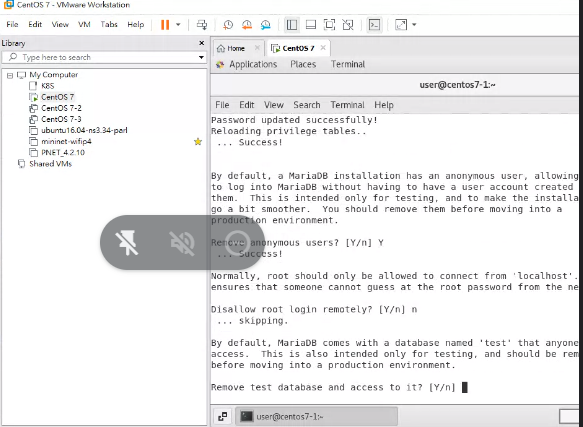 CentOS 7 - VMware Workstation
File Edit View VM Tabs Help
Library
Type here to search
My Computer
K8S
CentOS 7
CentOS 7-2
CentOS 7-3
ubuntu16.04-ns3.34-parl
mininet-wifip4
PNET_4.2.10
Shared VMs
Home
CentOS 7
Applications Places Terminal
user@centos7-1:~
File Edit View Search Terminal Help
Password updated successfully!
Reloading privilege tables..
... Success!
By default, a MariaDB installation has an anonymous user, allowing
to log into MariaDB without having to have a user account created
them. This is intended only for testing, and to make the installa
go a bit smoother. You should remove them before moving into a
production environment.
Remove anonymous users? [Y/n] Y
... Success!
Normally, root should only be allowed to connect from 'localhost'.
ensures that someone cannot guess at the root password from the ne
Disallow root login remotely? [Y/n] n
... skipping.
By default, MariaDB comes with a database named 'test' that anyone
access. This is also intended only for testing, and should be rem
before moving into a production environment.
Remove test database and access to it? [Y/n]
user@centos7-1:~